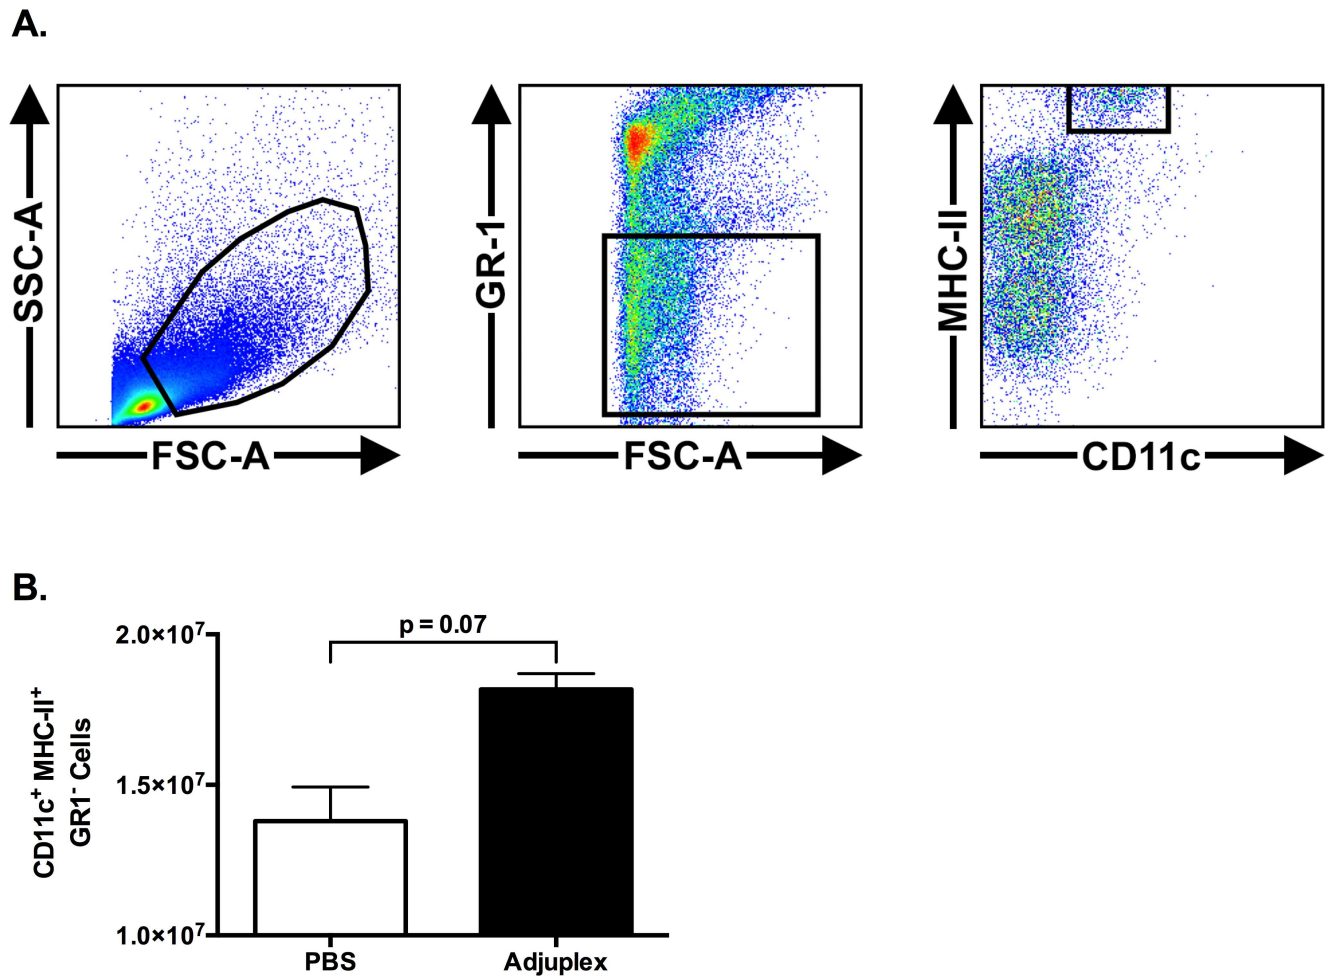 A.
SSC-A
FSC-A
GR-1
FSC-A
MHC-II
CD11c
B.
CD11c⁺ MHC-II⁺
GR1⁻ Cells
2.0×10⁷
1.5×10⁷
1.0×10⁷
p = 0.07
PBS
Adjuplex